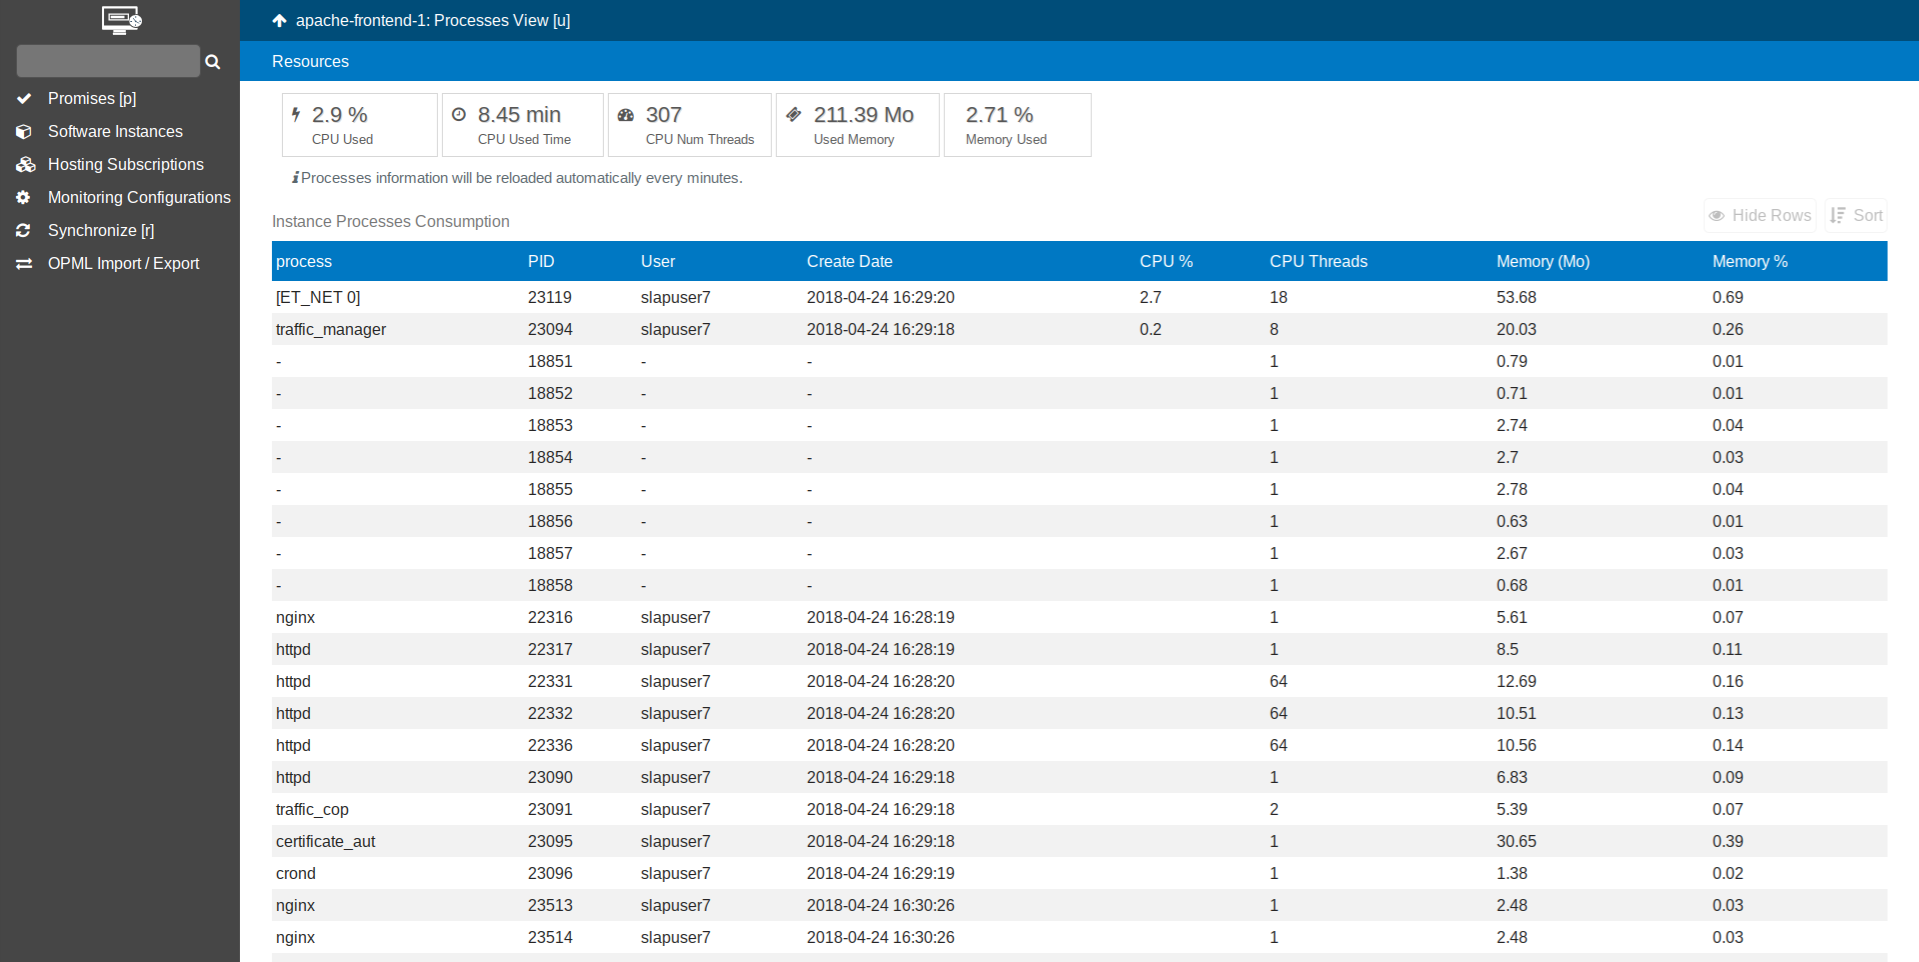 apache-frontend-1: Processes View [u]
Resources
Promises [p]
Software Instances
Hosting Subscriptions
Monitoring Configurations
Synchronize [r]
OPML Import / Export
2.9 % 8.45 min 307 211.39 Mo 2.71 %
CPU Used CPU Used Time CPU Num Threads Used Memory Memory Used
Processes information will be reloaded automatically every minutes.
Instance Processes Consumption Hide Rows Sort
process PID User Create Date CPU % CPU Threads Memory (Mo) Memory %
[ET_NET 0] 23119 slapuser7 2018-04-24 16:29:20 2.7 18 53.68 0.69
traffic_manager 23094 slapuser7 2018-04-24 16:29:18 0.2 8 20.03 0.26
- 18851 - - 1 0.79 0.01
- 18852 - - 1 0.71 0.01
- 18853 - - 1 2.74 0.04
- 18854 - - 1 2.7 0.03
- 18855 - - 1 2.78 0.04
- 18856 - - 1 0.63 0.01
- 18857 - - 1 2.67 0.03
- 18858 - - 1 0.68 0.01
nginx 22316 slapuser7 2018-04-24 16:28:19 1 5.61 0.07
httpd 22317 slapuser7 2018-04-24 16:28:19 1 8.5 0.11
httpd 22331 slapuser7 2018-04-24 16:28:20 64 12.69 0.16
httpd 22332 slapuser7 2018-04-24 16:28:20 64 10.51 0.13
httpd 22336 slapuser7 2018-04-24 16:28:20 64 10.56 0.14
httpd 23090 slapuser7 2018-04-24 16:29:18 1 6.83 0.09
traffic_cop 23091 slapuser7 2018-04-24 16:29:18 2 5.39 0.07
certificate_aut 23095 slapuser7 2018-04-24 16:29:18 1 30.65 0.39
crond 23096 slapuser7 2018-04-24 16:29:19 1 1.38 0.02
nginx 23513 slapuser7 2018-04-24 16:30:26 1 2.48 0.03
nginx 23514 slapuser7 2018-04-24 16:30:26 1 2.48 0.03